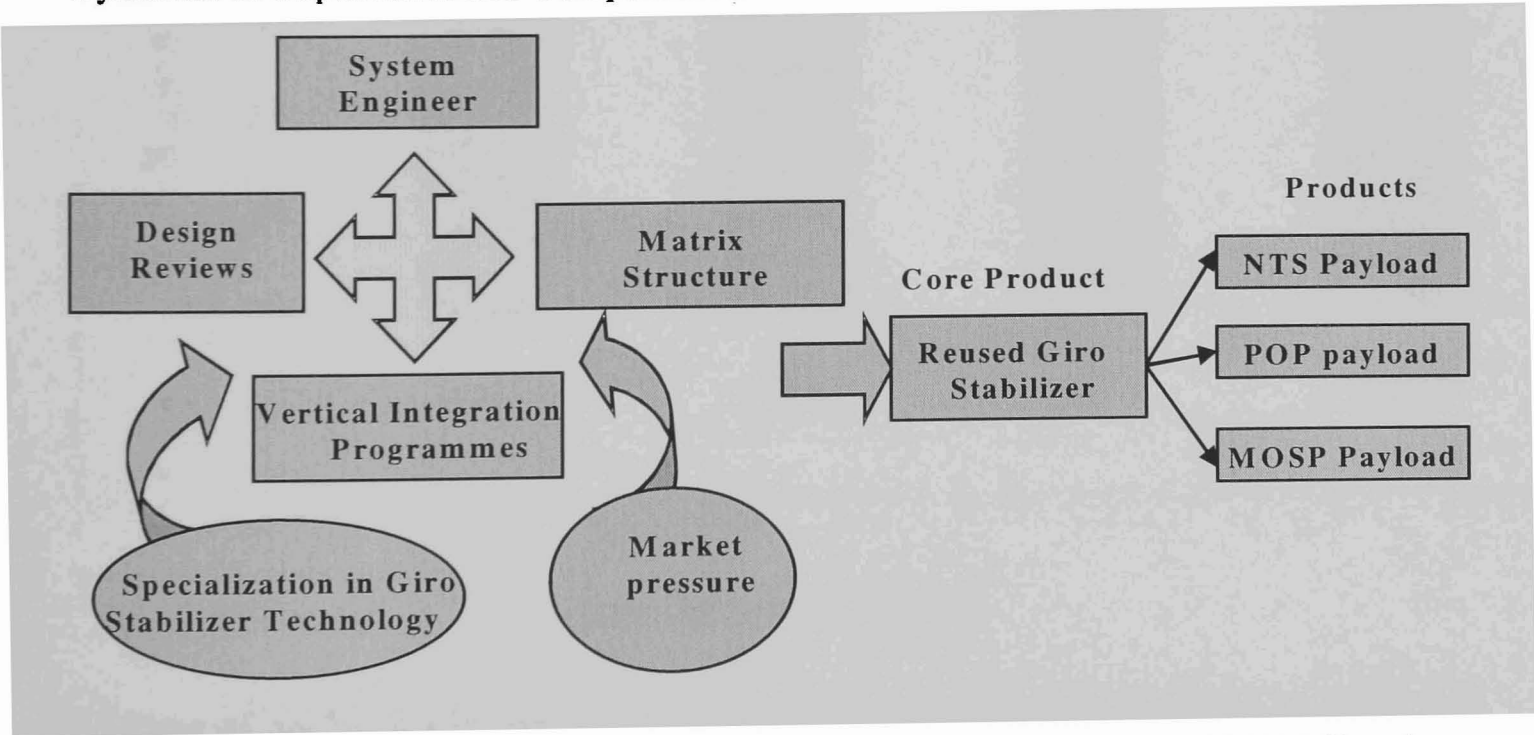 System
Engineer
Design
Reviews
Matrix
Structure
Vertical Integration
Programmes
Specialization in Giro
Stabilizer Technology
Market
pressure
Core Product
Reused Giro
Stabilizer
Products
NTS Payload
POP payload
MOSP Payload